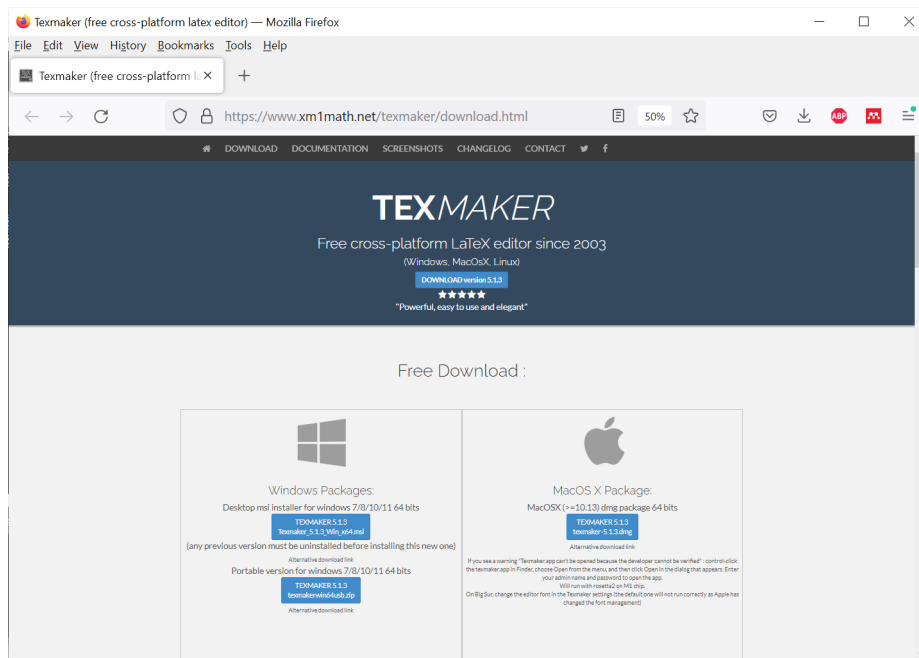 Texmaker (free cross-platform latex editor) — Mozilla Firefox
File Edit View History Bookmarks Tools Help
Texmaker (free cross-platform
https://www.xm1math.net/texmaker/download.html 50% ABP
DOWNLOAD DOCUMENTATION SCREENSHOTS CHANGELOG CONTACT
TEXMAKER
Free cross-platform LaTeX editor since 2003
(Windows, MacOsX, Linux)
DOWNLOAD version 5.1.3
"Powerful, easy to use and elegant"
Free Download :
Windows Packages:
Desktop msi installer for windows 7/8/10/11 64 bits
TEXMAKER 5.1.3
Texmaker_5.1.3_Win_x64.msi
(any previous version must be uninstalled before installing this new one)
Alternative download link
Portable version for windows 7/8/10/11 64 bits
TEXMAKER 5.1.3
texmakerwin64usb.zip
Alternative download link
MacOS X Package:
MacOSX (>=10.13) dmg package 64 bits
TEXMAKER 5.1.3
texmaker-5.1.3.dmg
Alternative download link
If you see a warning "Texmaker.app can't be opened because the developer cannot be verified" : control-click
the texmaker.app in Finder, choose Open from the menu, and then click Open in the dialog that appears. Enter
your admin name and password to open the app.
Will run with rosetta2 on M1 chip.
On Big Sur, change the editor font in the Texmaker settings (the default one will not run correctly as Apple has
changed the font management)